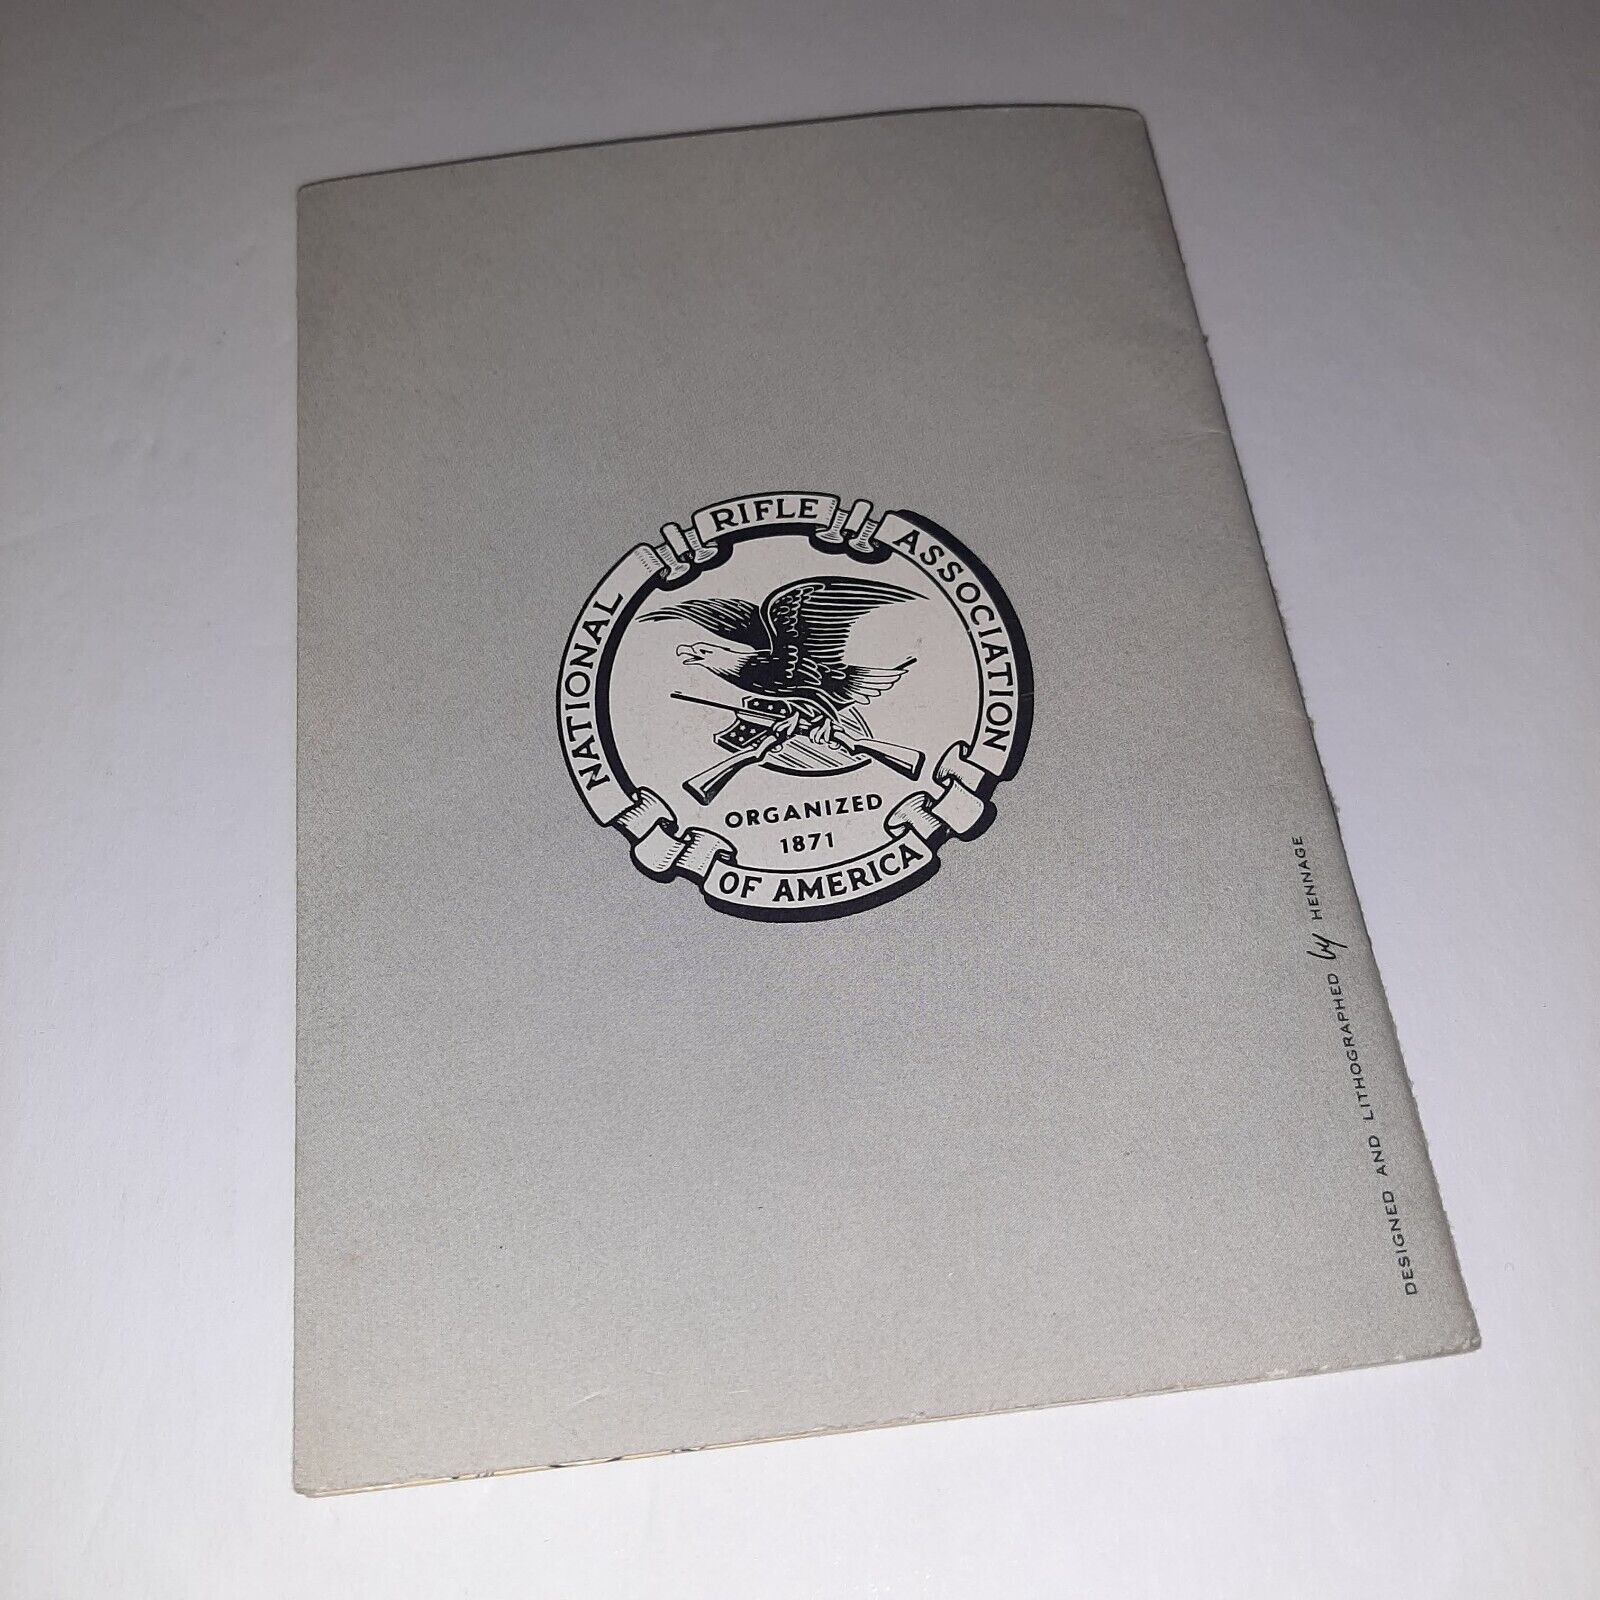 NATIONAL RIFLE ASSOCIATION
ORGANIZED
1871
OF AMERICA
DESIGNED AND LITHOGRAPHED by HENNAGE